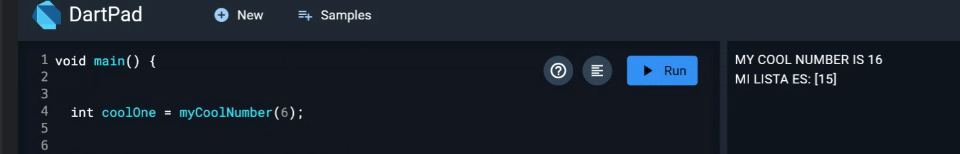 DartPad
New
Samples
1 void main() {
2
3
4 int coolOne = myCoolNumber(6);
5
6
Run
MY COOL NUMBER IS 16
MI LISTA ES: [15]